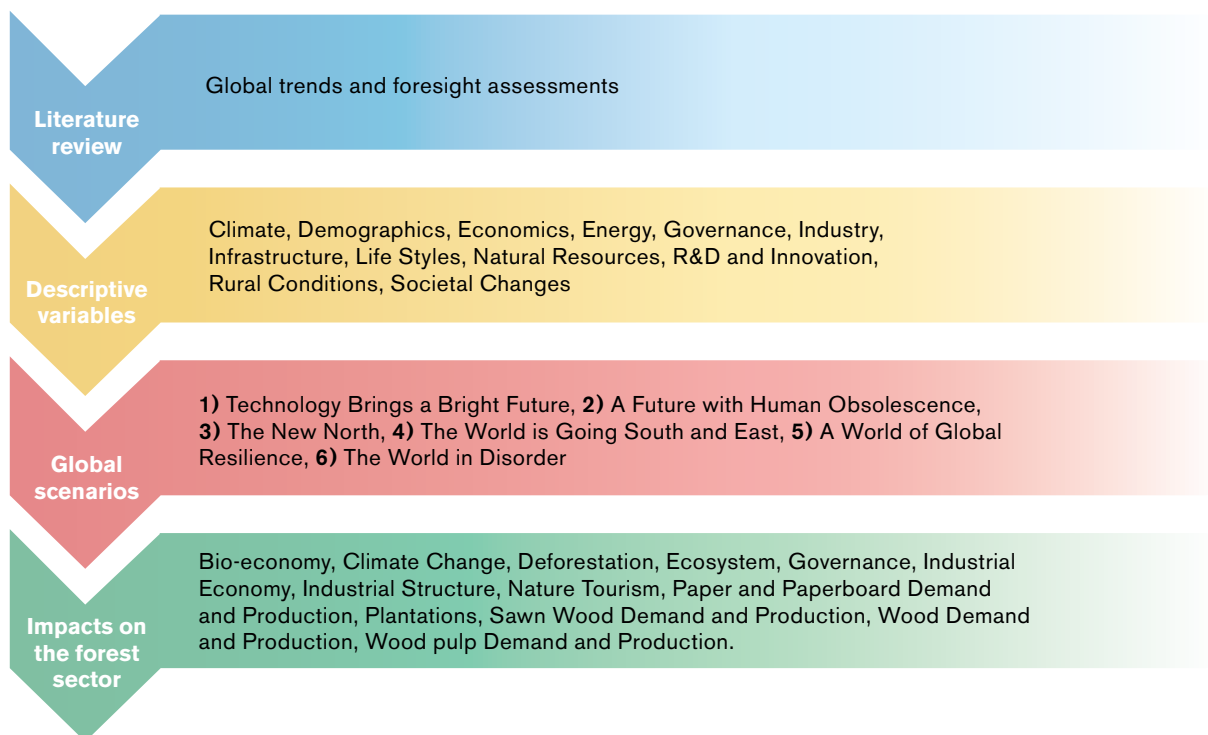 Literature
review
Global trends and foresight assessments
Descriptive
variables
Climate, Demographics, Economics, Energy, Governance, Industry,
Infrastructure, Life Styles, Natural Resources, R&D and Innovation,
Rural Conditions, Societal Changes
Global
scenarios
1) Technology Brings a Bright Future, 2) A Future with Human Obsolescence,
3) The New North, 4) The World is Going South and East, 5) A World of Global
Resilience, 6) The World in Disorder
Impacts on
the forest
sector
Bio-economy, Climate Change, Deforestation, Ecosystem, Governance, Industrial
Economy, Industrial Structure, Nature Tourism, Paper and Paperboard Demand
and Production, Plantations, Sawn Wood Demand and Production, Wood Demand
and Production, Wood pulp Demand and Production.